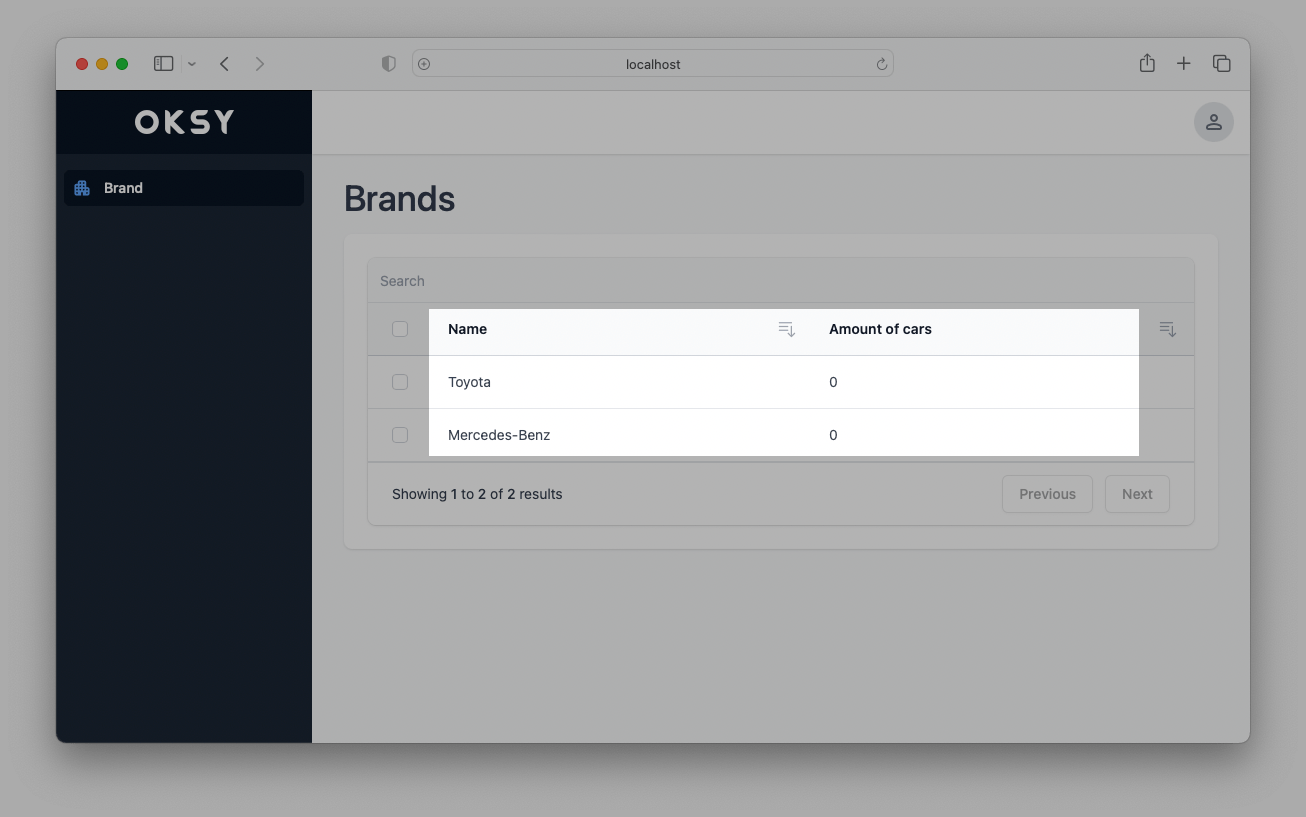 localhost
OKSY
Brand
Brands
Search
Name Amount of cars
Toyota 0
Mercedes-Benz 0
Showing 1 to 2 of 2 results Previous Next